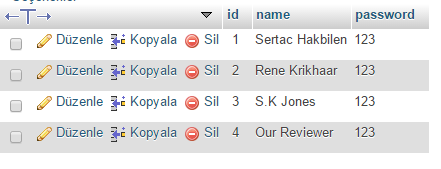 id name password
Düzenle Kopyala Sil 1 Sertac Hakbilen 123
Düzenle Kopyala Sil 2 Rene Krikhaar 123
Düzenle Kopyala Sil 3 S.K Jones 123
Düzenle Kopyala Sil 4 Our Reviewer 123